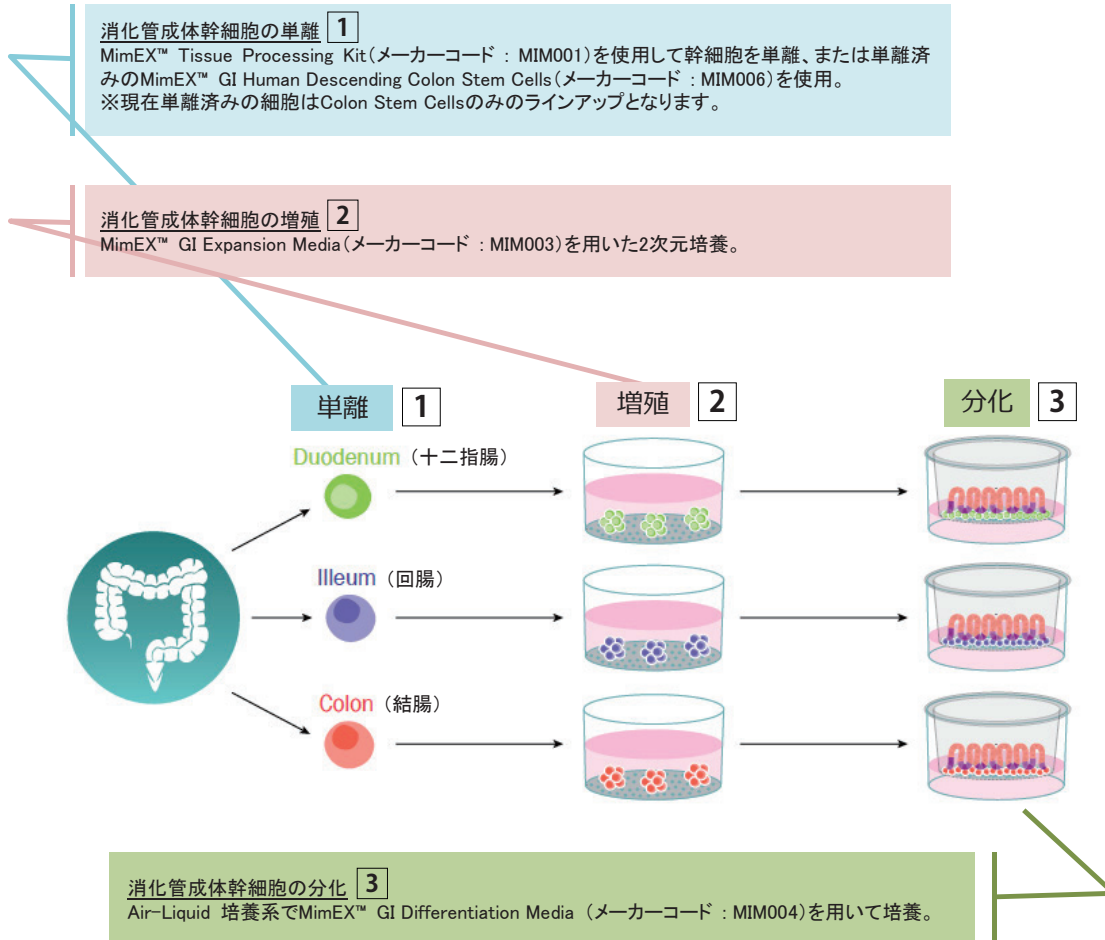 消化管成体幹細胞の単離 1
MimEX™ Tissue Processing Kit（メーカーコード : MIM001）を使用して幹細胞を単離、または単離済
みのMimEX™ GI Human Descending Colon Stem Cells（メーカーコード : MIM006）を使用。
※現在単離済みの細胞はColon Stem Cellsのみのラインアップとなります。
消化管成体幹細胞の増殖 2
MimEX™ GI Expansion Media（メーカーコード : MIM003）を用いた2次元培養。
単離 1
増殖 2
分化 3
Duodenum（十二指腸）
Illeum（回腸）
Colon（結腸）
消化管成体幹細胞の分化 3
Air-Liquid 培養系でMimEX™ GI Differentiation Media （メーカーコード : MIM004）を用いて培養。